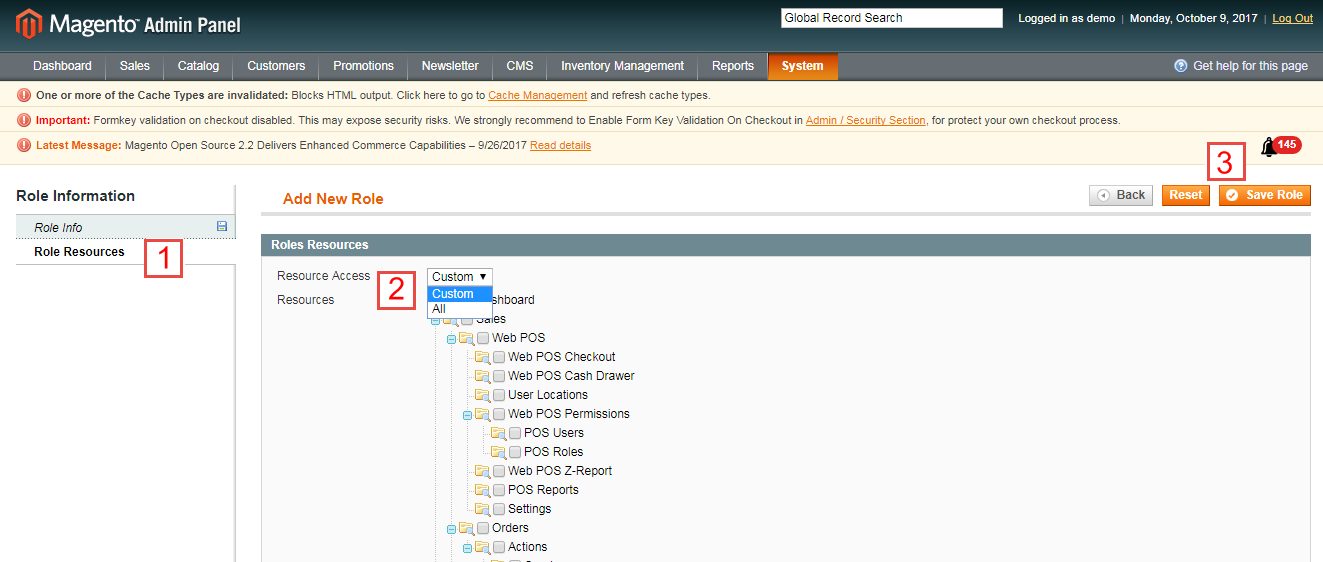 Magento Admin Panel
Global Record Search
Logged in as demo | Monday, October 9, 2017 | Log Out
Dashboard Sales Catalog Customers Promotions Newsletter CMS Inventory Management Reports System
Get help for this page
One or more of the Cache Types are invalidated: Blocks HTML output. Click here to go to Cache Management and refresh cache types.
Important: Formkey validation on checkout disabled. This may expose security risks. We strongly recommend to Enable Form Key Validation On Checkout in Admin / Security Section, for protect your own checkout process.
Latest Message: Magento Open Source 2.2 Delivers Enhanced Commerce Capabilities – 9/26/2017 Read details
145
3
Role Information
Role Info
Role Resources
1
Add New Role
Back Reset Save Role
Roles Resources
Resource Access
2
Custom
Custom
All
Resources
shboard
Sales
Web POS
Web POS Checkout
Web POS Cash Drawer
User Locations
Web POS Permissions
POS Users
POS Roles
Web POS Z-Report
POS Reports
Settings
Orders
Actions